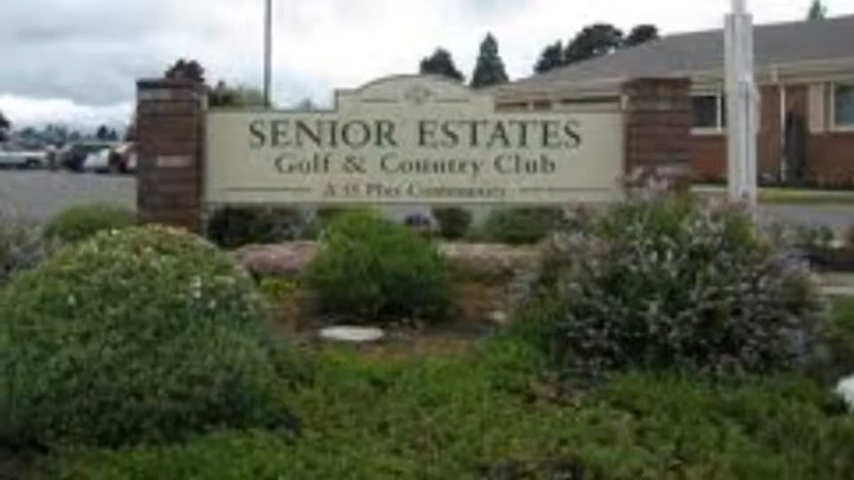 SENIOR ESTATES
Golf & Country Club
A 55 Plus Community